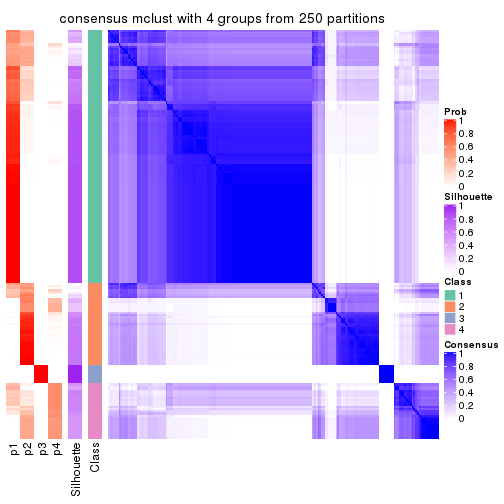 consensus mclust with 4 groups from 250 partitions
Prob
1
0.8
0.6
0.4
0.2
0
Silhouette
1
0.8
0.6
0.4
0.2
0
Class
1
2
3
4
Consensus
1
0.8
0.6
0.4
0.2
0
p1
p2
p3
p4
Silhouette
Class